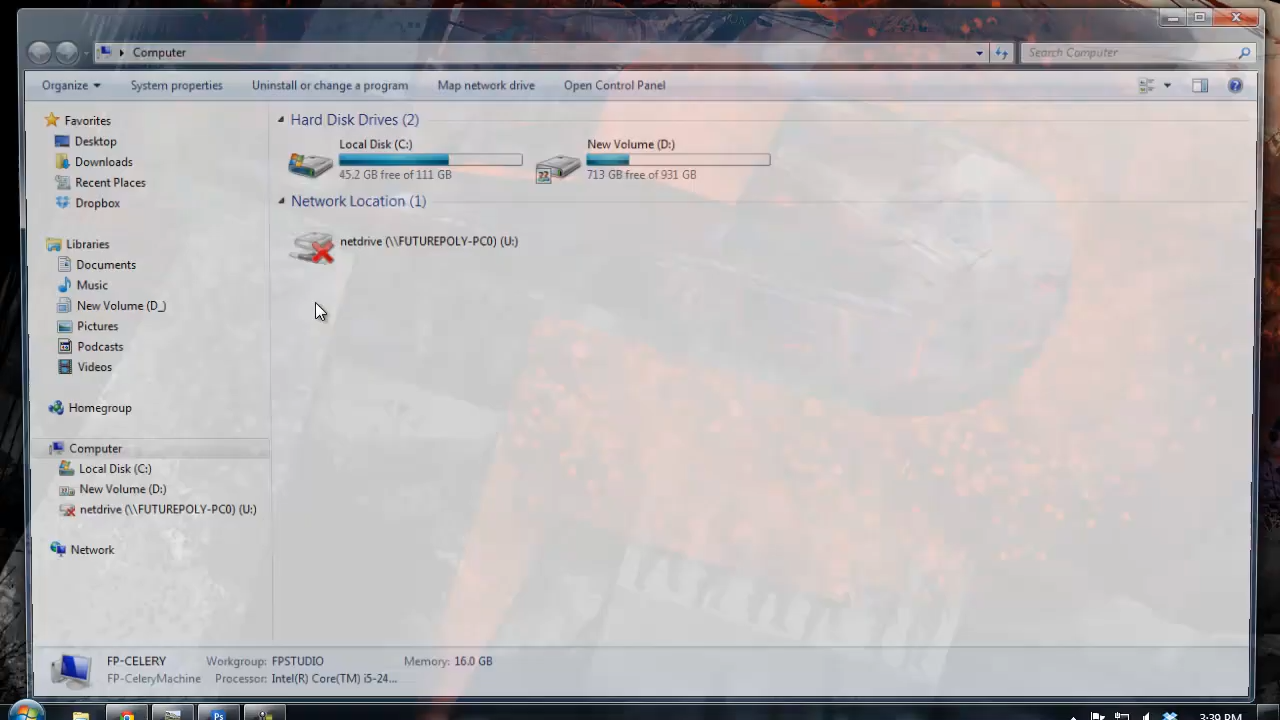 Computer
Search Computer
Organize
System properties
Uninstall or change a program
Map network drive
Open Control Panel
Favorites
Desktop
Downloads
Recent Places
Dropbox
Libraries
Documents
Music
New Volume (D_)
Pictures
Podcasts
Videos
Homegroup
Computer
Local Disk (C:)
New Volume (D:)
netdrive (\\FUTUREPOLY-PC0) (U:)
Network
Hard Disk Drives (2)
Local Disk (C:)
45.2 GB free of 111 GB
New Volume (D:)
713 GB free of 931 GB
Network Location (1)
netdrive (\\FUTUREPOLY-PC0) (U:)
FP-CELERY
Workgroup: FPSTUDIO
Memory: 16.0 GB
FP-CeleryMachine
Processor: Intel(R) Core(TM) i5-24...
Ps
3:39 PM